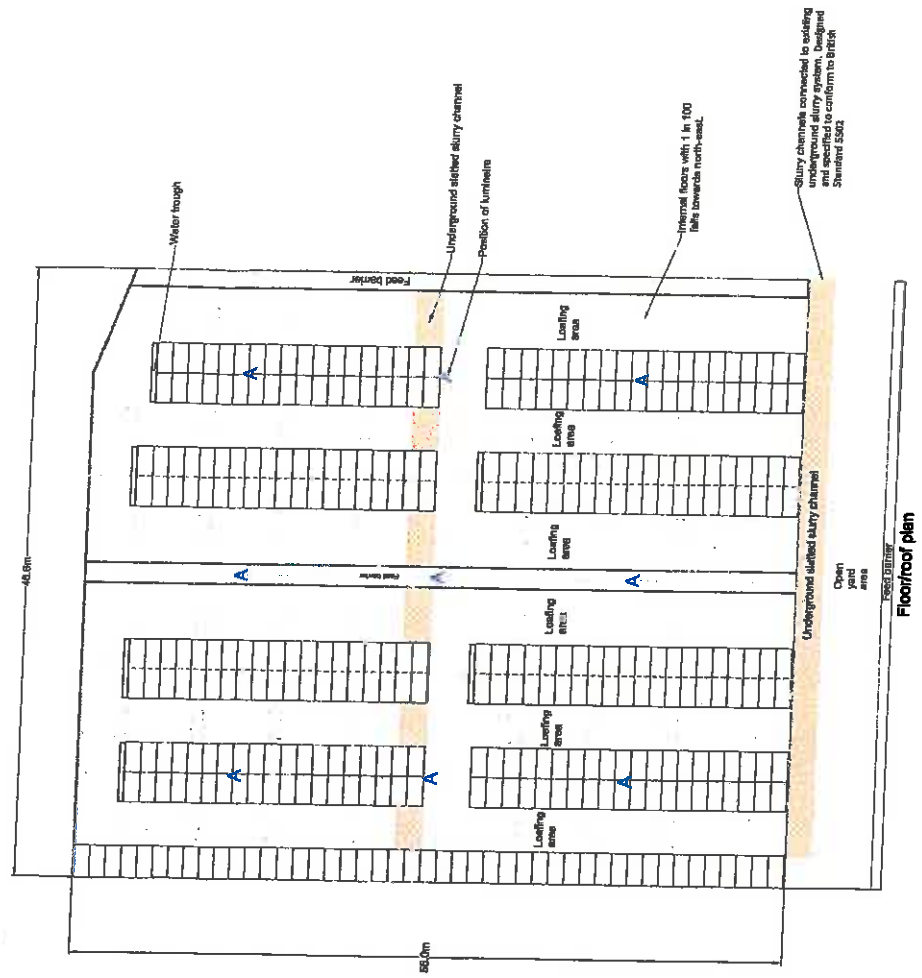 48.6m
Water trough
Underground slatted slurry channel
Position of luminaire
Internal floors with 1 in 100
falls towards north-east.
Slurry channels connected to existing
underground slurry system. Designed
and specified to conform to British
Standard 5502
Feed barrier
A
A
A
A
Loafing
area
Loafing
area
Loafing
area
A
Feed barrier
A
A
Loafing
area
Loafing
area
A
A
A
Loafing
area
Underground slatted slurry channel
Open
yard
area
Feed barrier
Floor/roof plan